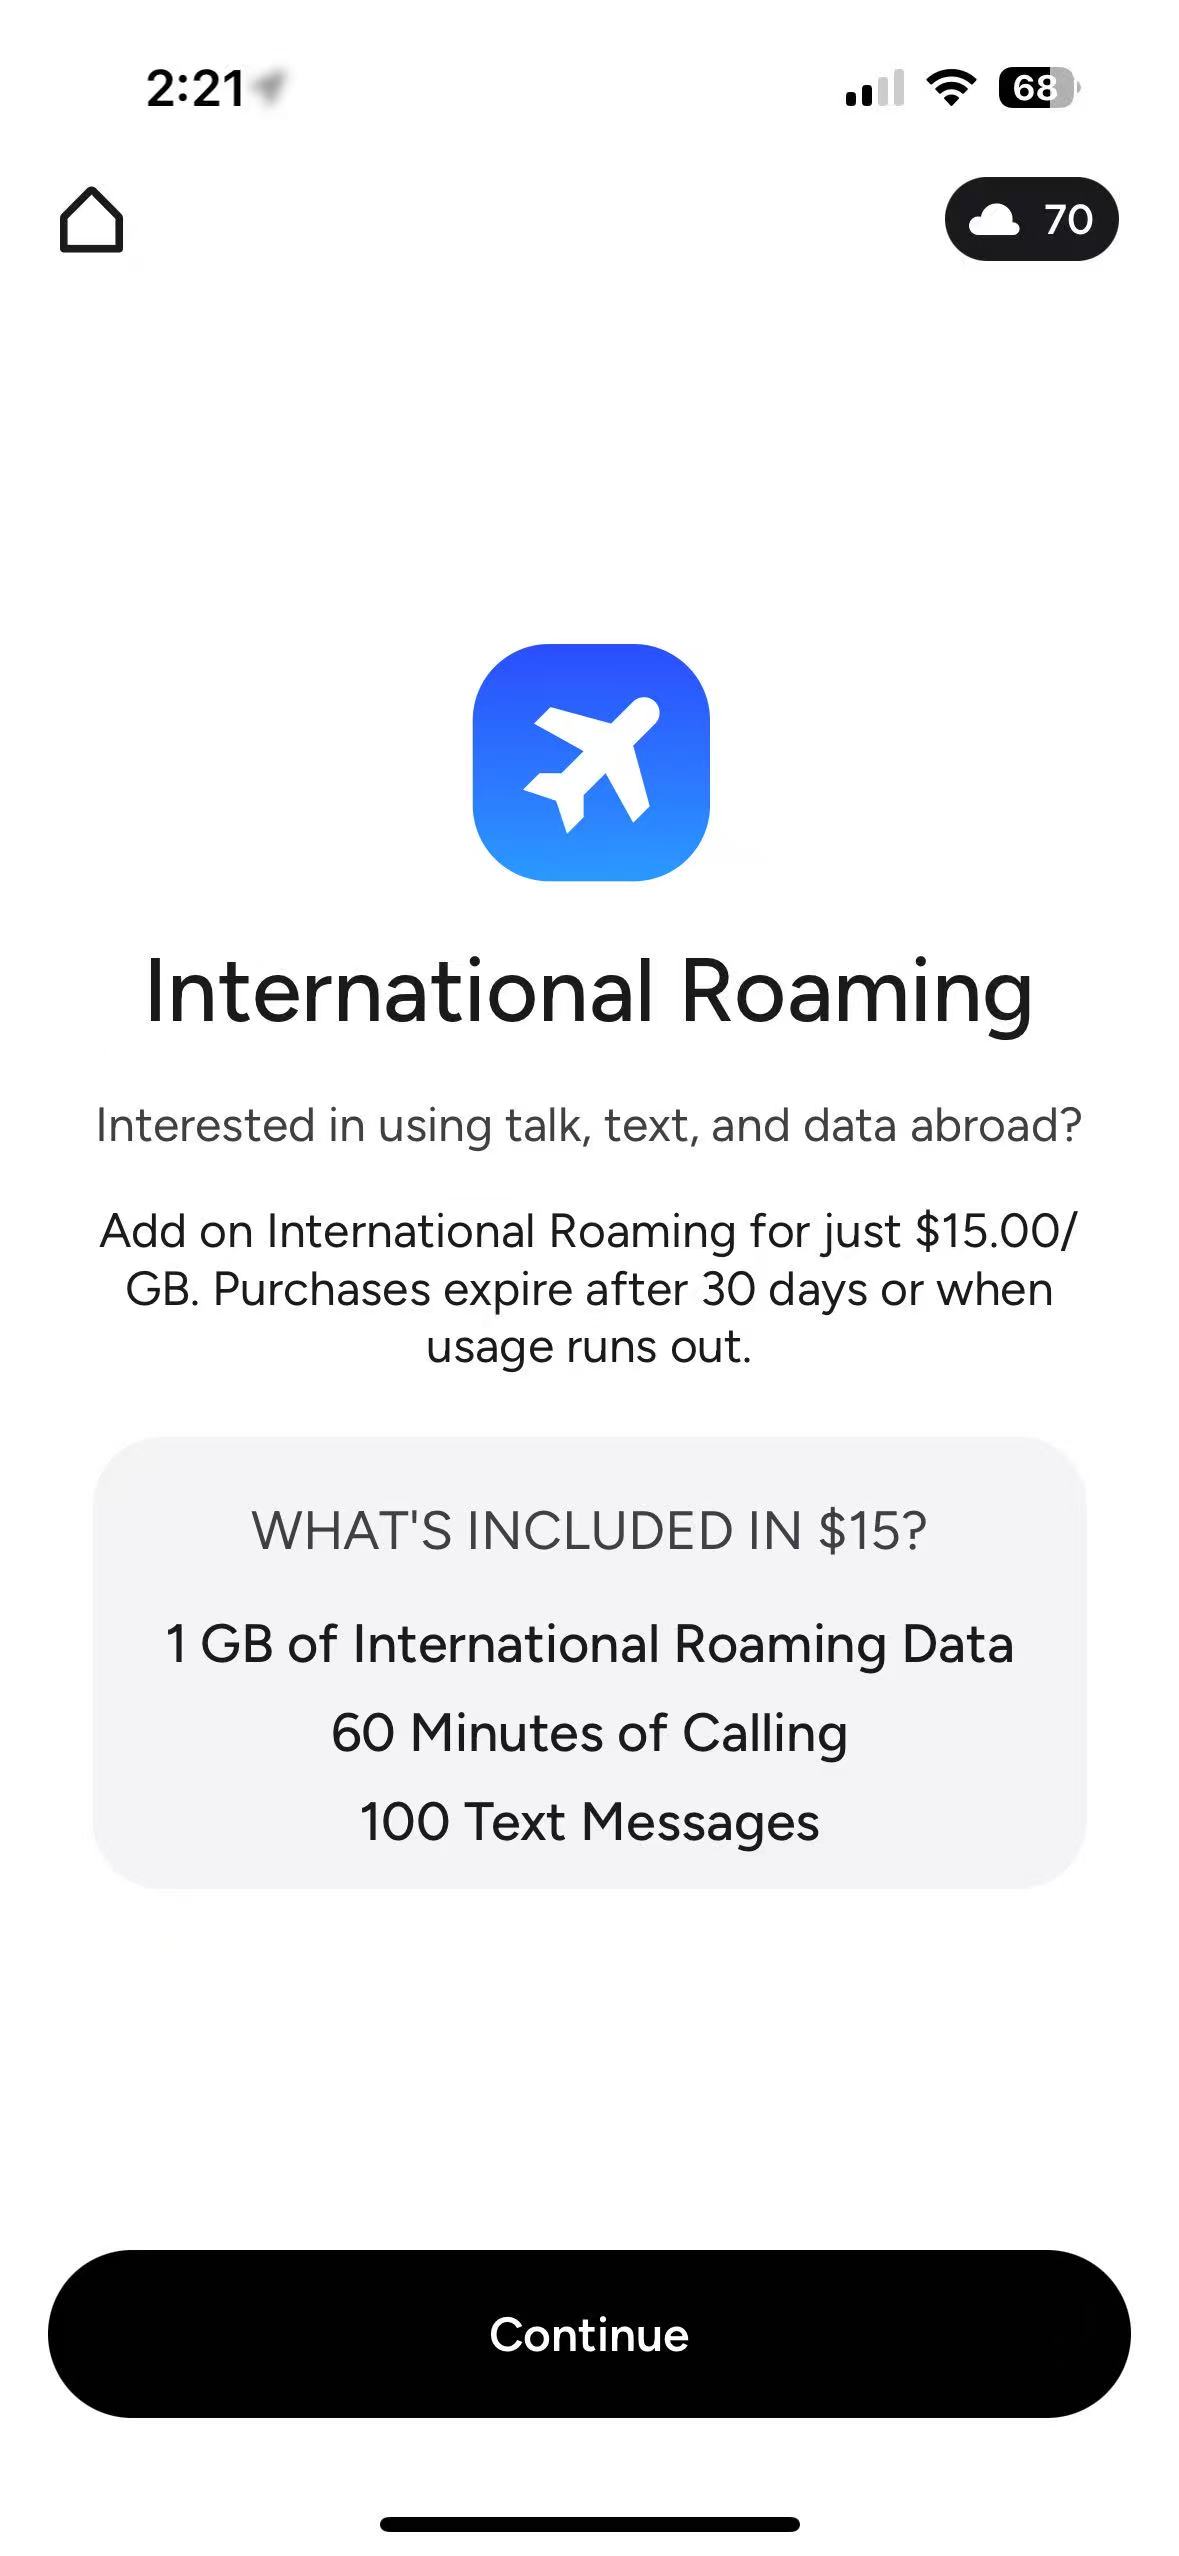 2:21
68
70
International Roaming
Interested in using talk, text, and data abroad?
Add on International Roaming for just $15.00/
GB. Purchases expire after 30 days or when
usage runs out.
WHAT'S INCLUDED IN $15?
1 GB of International Roaming Data
60 Minutes of Calling
100 Text Messages
Continue